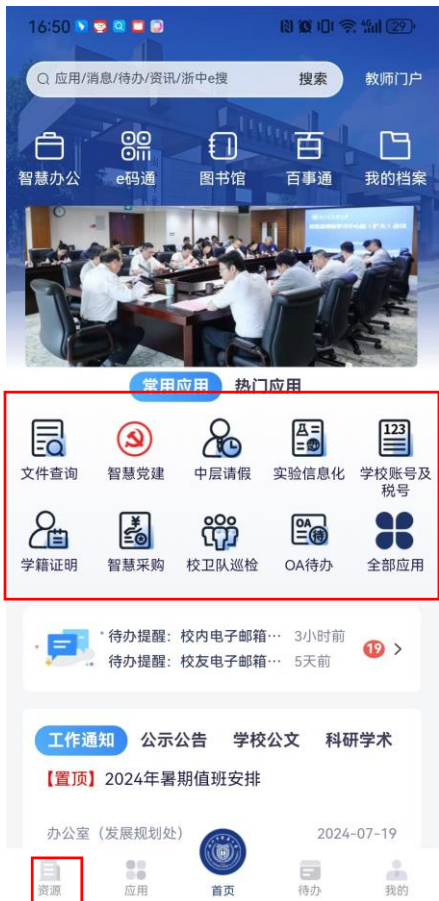 16:50 29
应用/消息/待办/资讯/浙中e搜 搜索 教师门户
智慧办公 e码通 图书馆 百事通 我的档案
常用应用 热门应用
123
文件查询 智慧党建 中层请假 实验信息化 学校账号及
税号
OA 待
学籍证明 智慧采购 校卫队巡检 OA待办 全部应用
待办提醒：校内电子邮箱… 3小时前
19
待办提醒：校友电子邮箱… 5天前
工作通知 公示公告 学校公文 科研学术
【置顶】2024年暑期值班安排
办公室（发展规划处） 2024-07-19
资源 应用 首页 待办 我的